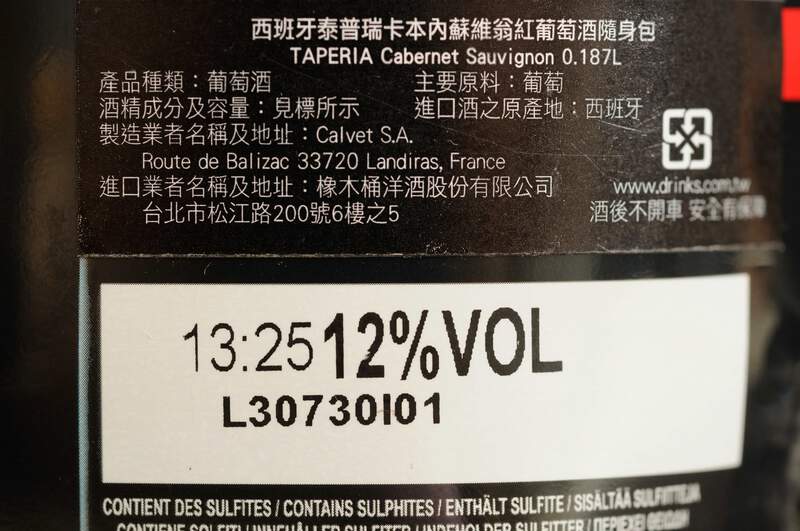 西班牙泰普瑞卡本內蘇維翁紅葡萄酒隨身包
TAPERIA Cabernet Sauvignon 0.187L
產品種類：葡萄酒 主要原料：葡萄
酒精成分及容量：見標所示 進口酒之原產地：西班牙
製造業者名稱及地址：Calvet S.A.
Route de Balizac 33720 Landiras, France
進口業者名稱及地址：橡木桶洋酒股份有限公司
www.drinks.com.tw
台北市松江路200號6樓之5
酒後不開車 安全有保障
13:25 12%VOL
L30730I01
CONTIENT DES SULFITES / CONTAINS SULPHITES / ENTHÄLT SULFITE / SISÄLTÄÄ SULFIITTEJA
CONTIENE SOLFITI / INNEHÅLLER SULFITER / INDEHOLDER SULFITTER /